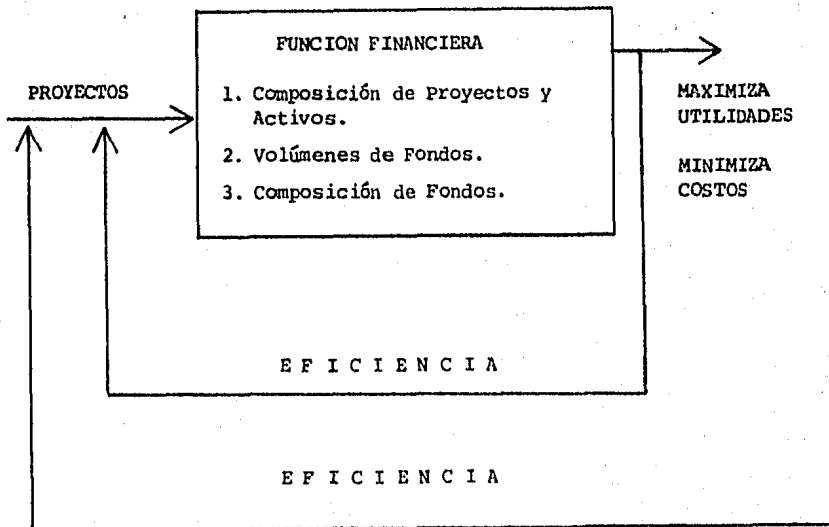 FUNCION FINANCIERA
PROYECTOS
1. Composición de Proyectos y
Activos.
2. Volúmenes de Fondos.
3. Composición de Fondos.
MAXIMIZA
UTILIDADES
MINIMIZA
COSTOS
E F I C I E N C I A
E F I C I E N C I A